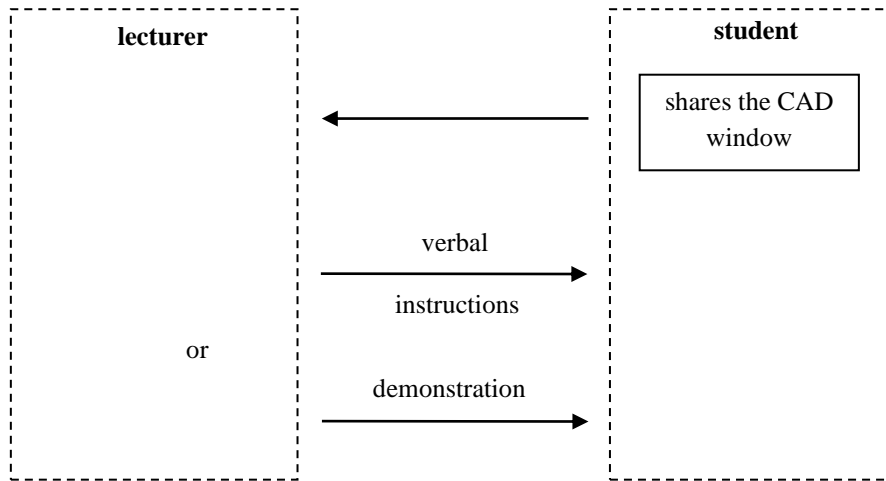 lecturer
student
shares the CAD
window
verbal
instructions
or
demonstration